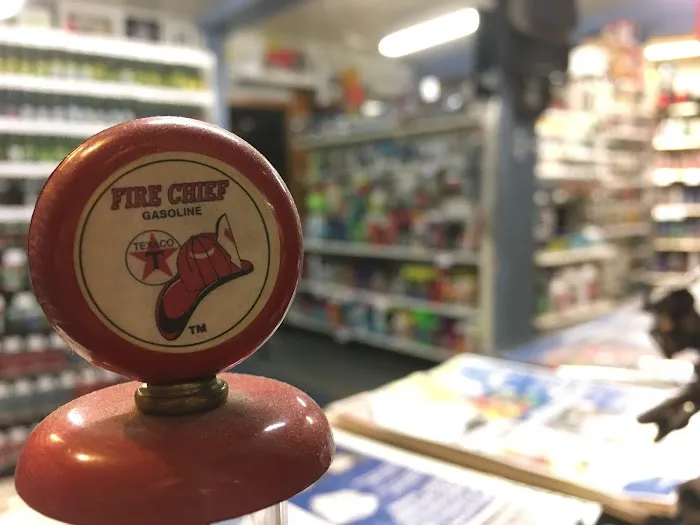 FIRE CHIEF
GASOLINE
TEXACO
T
TM